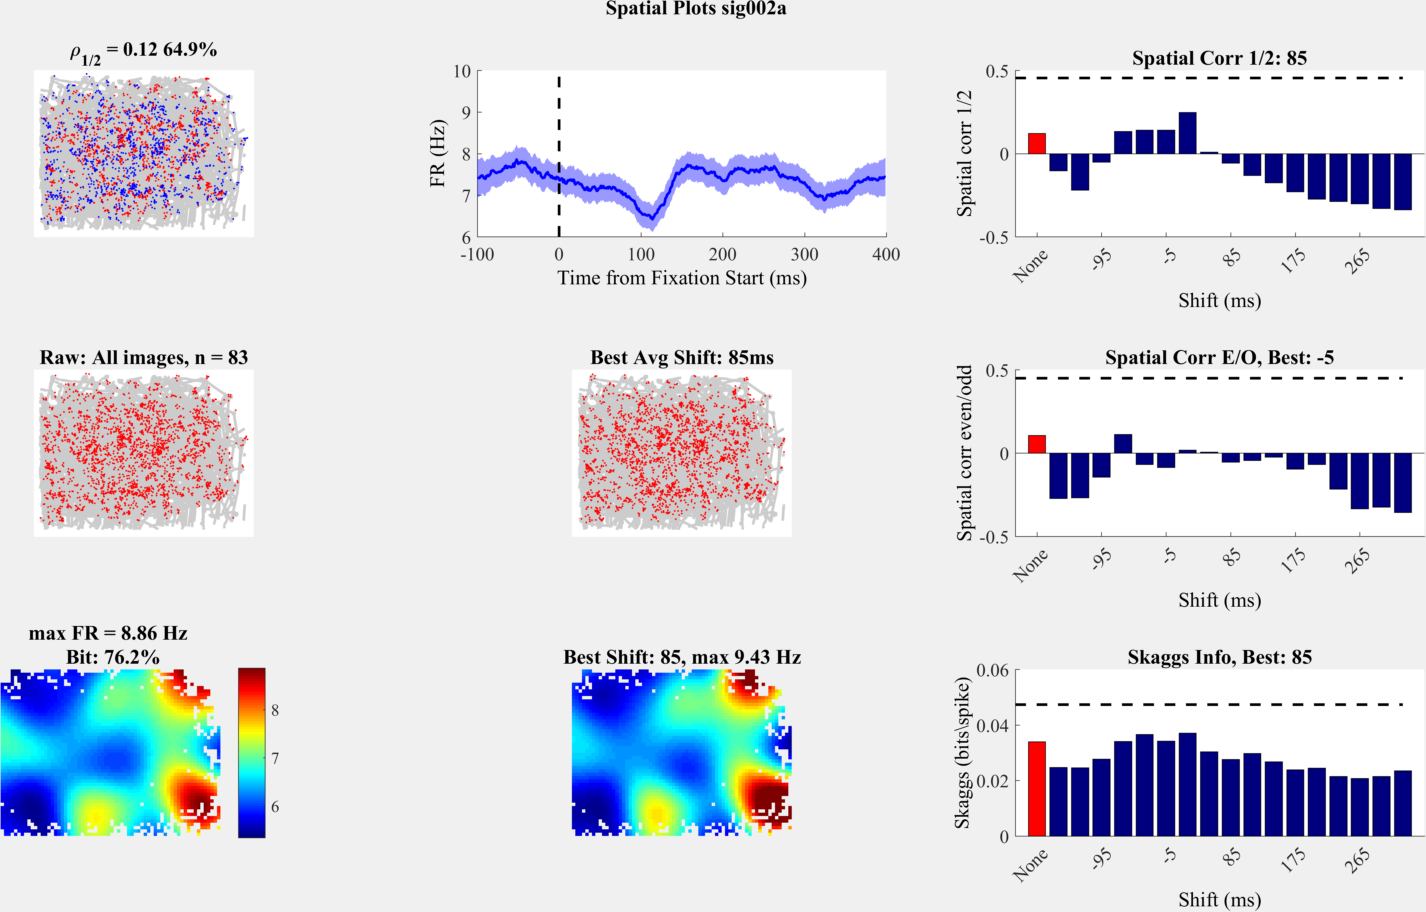 Spatial Plots sig002a
ρ1/2 = 0.12 64.9%
10
9
8
7
6
FR (Hz)
-100
0
100
200
300
400
Time from Fixation Start (ms)
Spatial Corr 1/2: 85
0.5
0
-0.5
Spatial corr 1/2
None
-95
-5
85
175
265
Shift (ms)
Raw: All images, n = 83
Best Avg Shift: 85ms
Spatial Corr E/O, Best: -5
0.5
0
-0.5
Spatial corr even/odd
None
-95
-5
85
175
265
Shift (ms)
max FR = 8.86 Hz
Bit: 76.2%
8
7
6
Best Shift: 85, max 9.43 Hz
Skaggs Info, Best: 85
0.06
0.04
0.02
0
Skaggs (bits\spike)
None
-95
-5
85
175
265
Shift (ms)